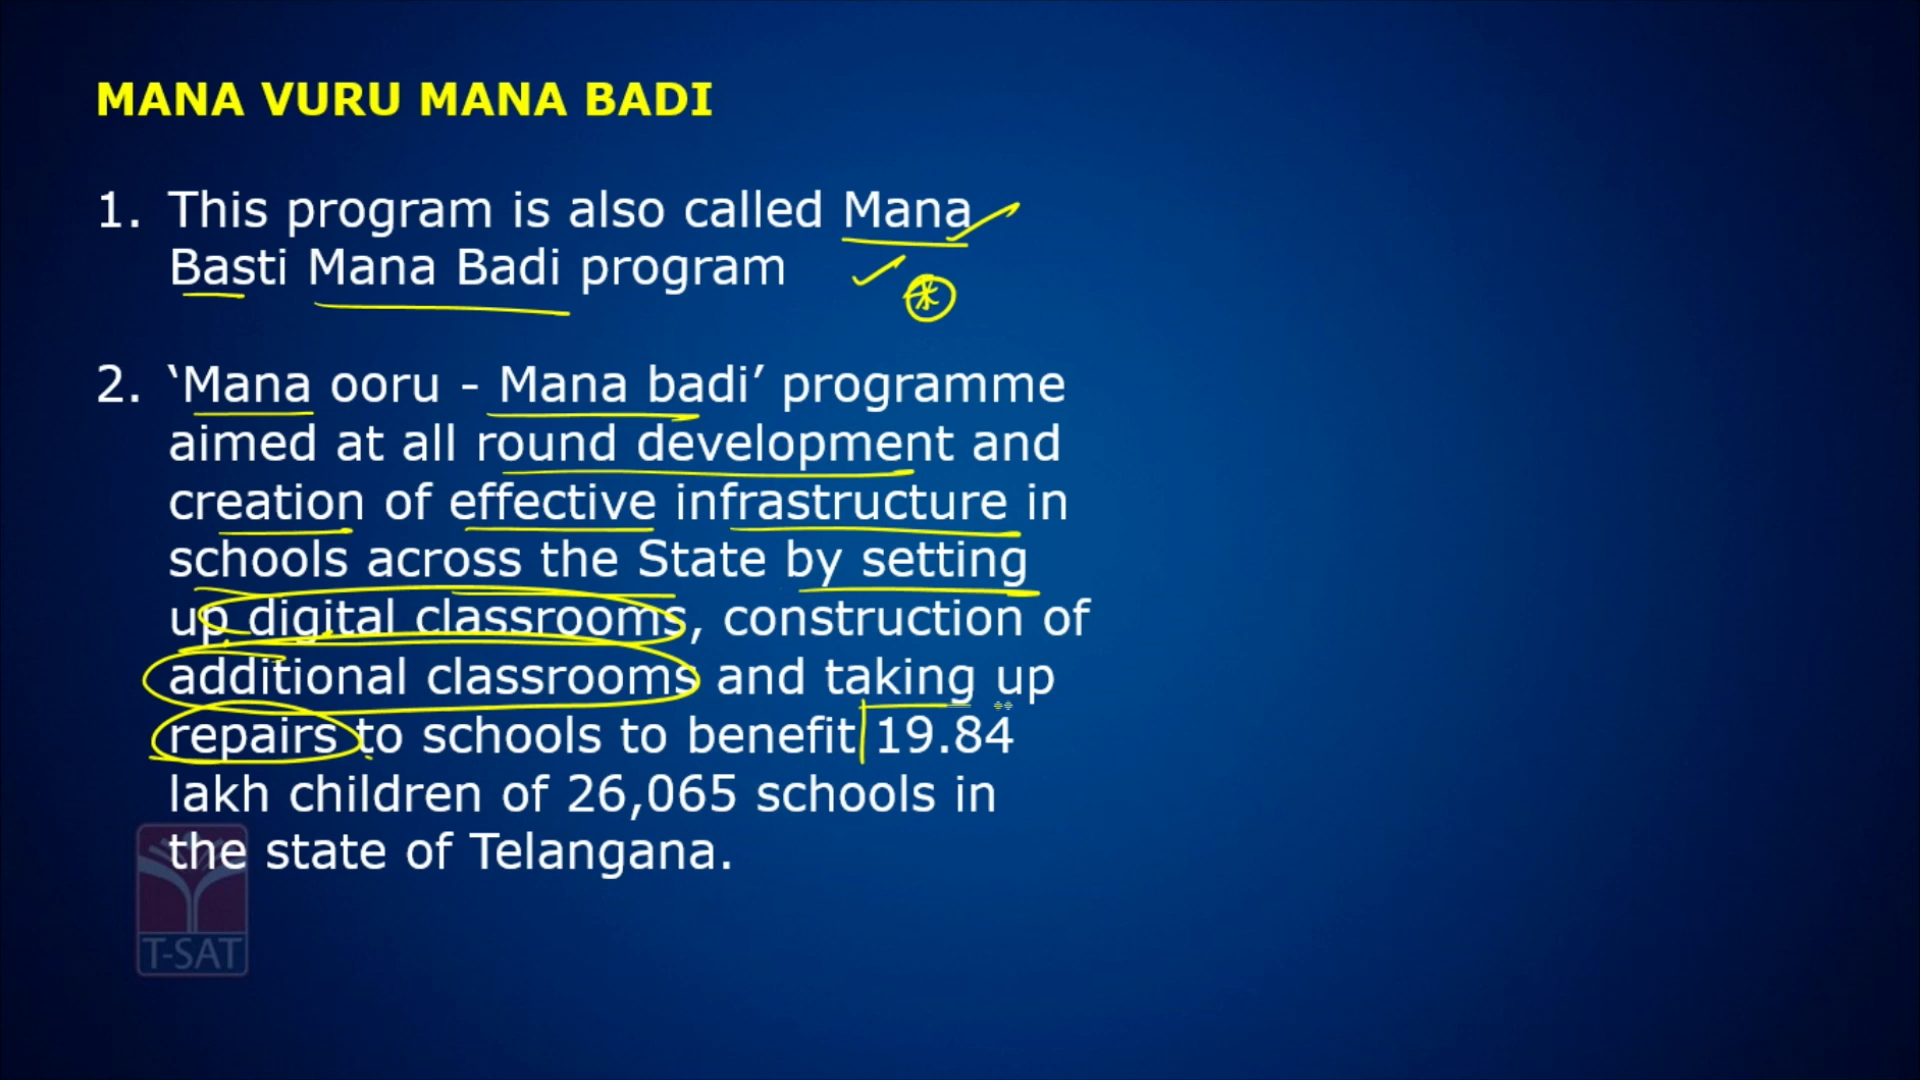 MANA VURU MANA BADI
1. This program is also called Mana
Basti Mana Badi program
2. ‘Mana ooru - Mana badi’ programme
aimed at all round development and
creation of effective infrastructure in
schools across the State by setting
up digital classrooms, construction of
additional classrooms and taking up
repairs to schools to benefit 19.84
lakh children of 26,065 schools in
the state of Telangana.
T-SAT